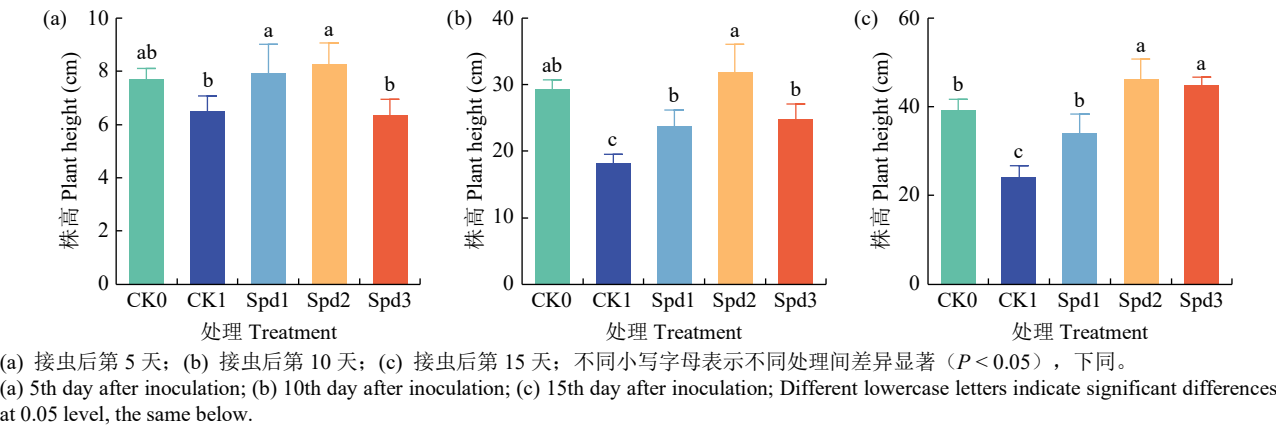 (a)
10
8
6
4
2
0
株高 Plant height (cm)
ab
b
a
a
b
CK0 CK1 Spd1 Spd2 Spd3
处理 Treatment
(b)
40
30
20
10
0
株高 Plant height (cm)
ab
c
b
a
b
CK0 CK1 Spd1 Spd2 Spd3
处理 Treatment
(c)
60
40
20
0
株高 Plant height (cm)
b
c
b
a
a
CK0 CK1 Spd1 Spd2 Spd3
处理 Treatment
(a) 接虫后第 5 天；(b) 接虫后第 10 天；(c) 接虫后第 15 天；不同小写字母表示不同处理间差异显著（P < 0.05），下同。
(a) 5th day after inoculation; (b) 10th day after inoculation; (c) 15th day after inoculation; Different lowercase letters indicate significant differences
at 0.05 level, the same below.